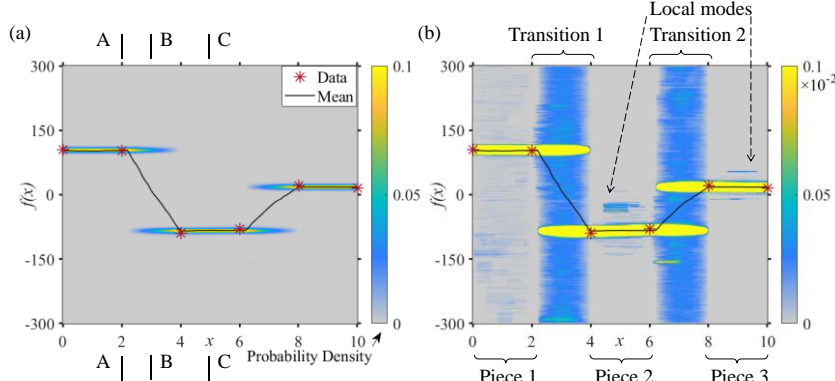 Local modes
(a) A B C (b) Transition 1 Transition 2
300 0.1 300 0.1
×10⁻²
Data
Mean
150 150
f(x) 0 0.05 f(x) 0 0.05
-150 -150
-300 0 -300 0
0 2 4 x 6 8 10 0 2 4 x 6 8 10
Probability Density
A B C Piece 1 Piece 2 Piece 3